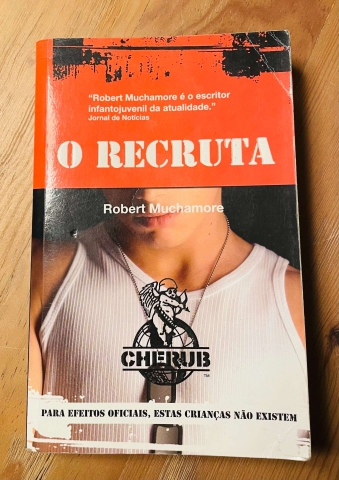 “Robert Muchamore é o escritor
infantojuvenil da atualidade.”
Jornal de Notícias
O RECRUTA
Robert Muchamore
CHERUB
TM
PARA EFEITOS OFICIAIS, ESTAS CRIANÇAS NÃO EXISTEM